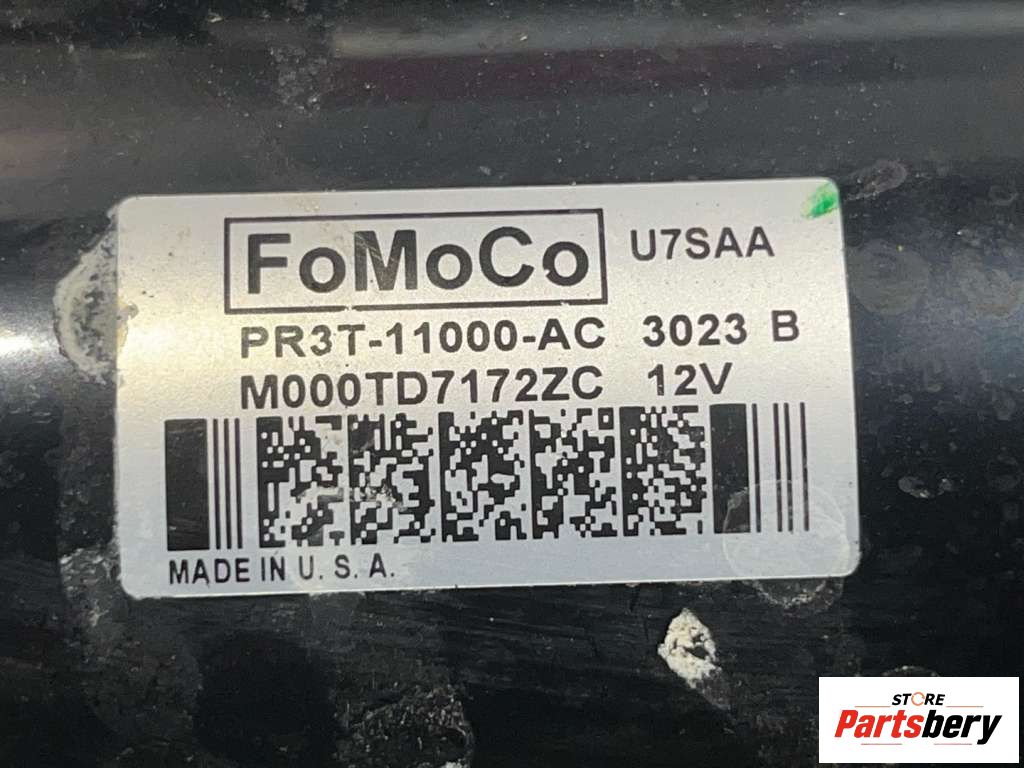 FoMoCo U7SAA
PR3T-11000-AC 3023 B
M000TD7172ZC 12V
MADE IN U. S. A.
STORE
Partsbery